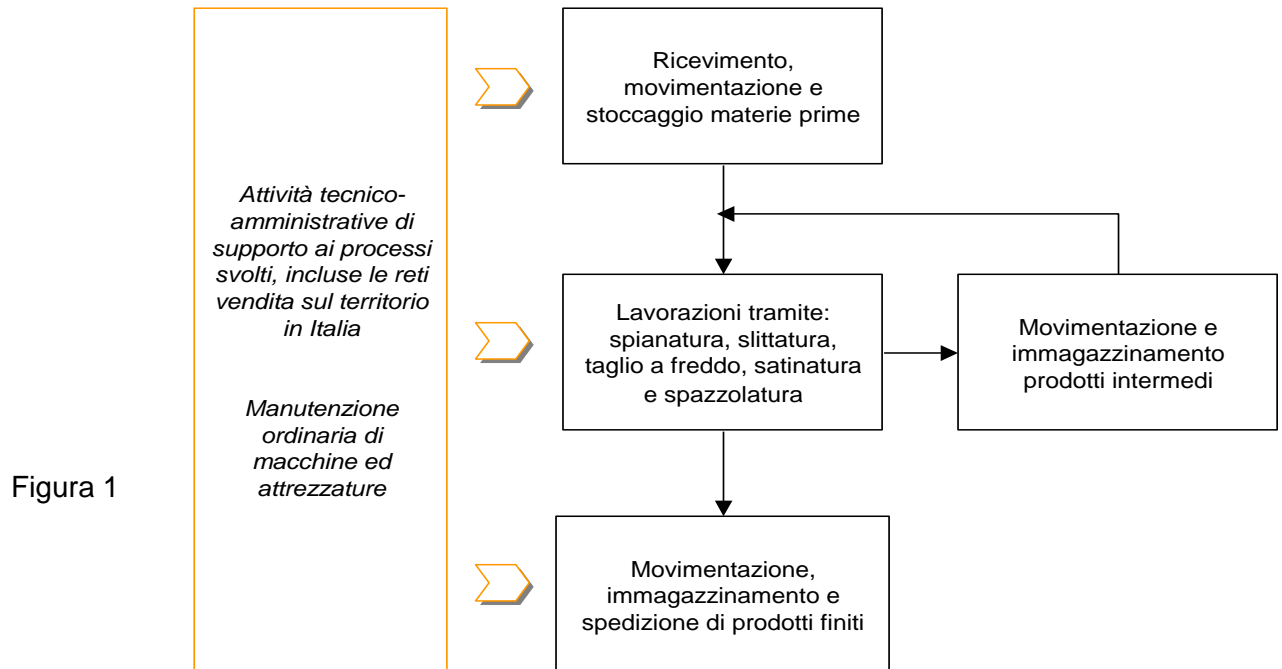 Ricevimento,
movimentazione e
stoccaggio materie prime
Attività tecnico-
amministrative di
supporto ai processi
svolti, incluse le reti
vendita sul territorio
in Italia
Manutenzione
ordinaria di
macchine ed
attrezzature
Lavorazioni tramite:
spianatura, slittatura,
taglio a freddo, satinatura
e spazzolatura
Movimentazione e
immagazzinamento
prodotti intermedi
Figura 1
Movimentazione,
immagazzinamento e
spedizione di prodotti finiti